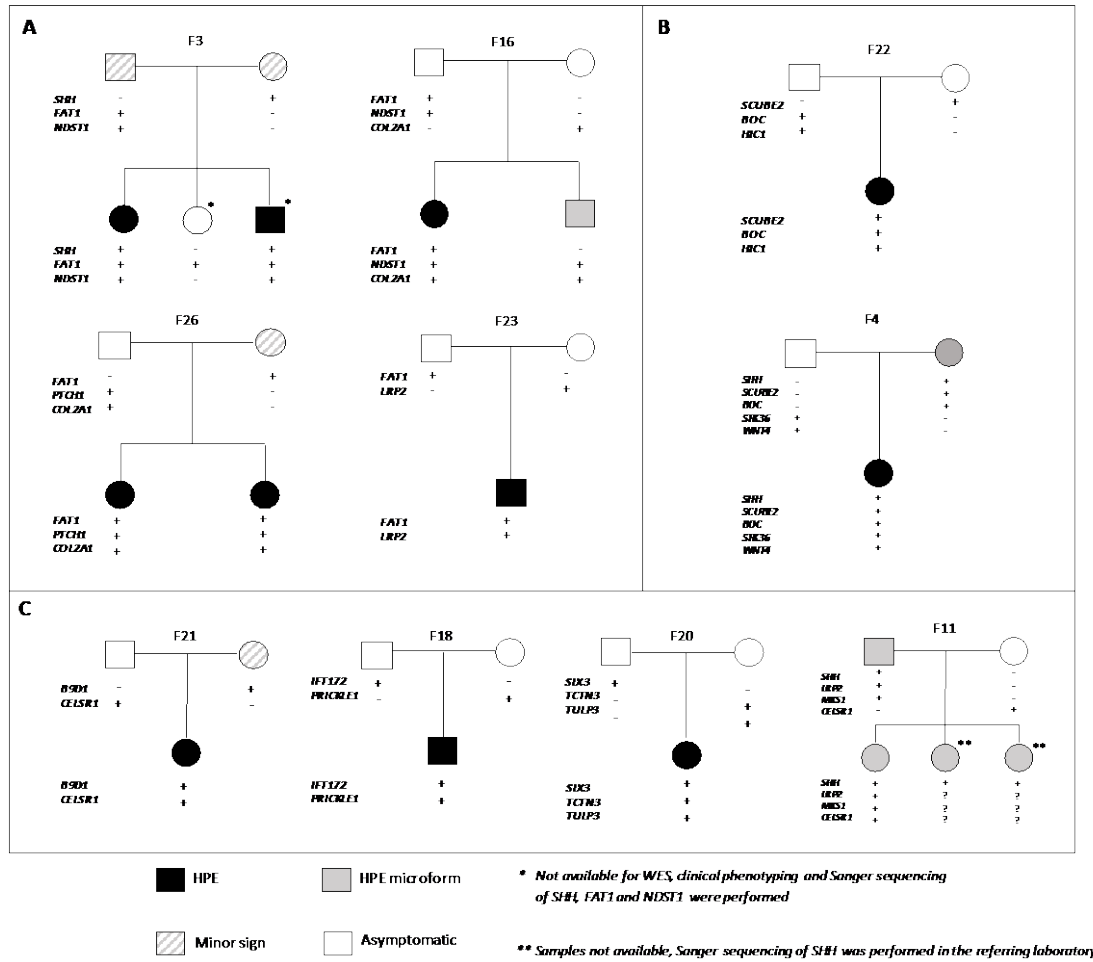 A
F3
SHH - +
FAT1 + -
NDST1 + -
* *
SHH + - +
FAT1 + + +
NDST1 + - +
F16
FAT1 + -
NDST1 + -
COL2A1 - +
FAT1 + -
NDST1 + +
COL2A1 + +
F26
FAT1 - +
PTCH1 + -
COL2A1 + -
FAT1 + +
PTCH1 + +
COL2A1 + +
F23
FAT1 + -
LRP2 - +
FAT1 +
LRP2 +
B
F22
SCUBE2 - +
BOC + -
HIC1 + -
SCUBE2 +
BOC +
HIC1 +
F4
SHH - +
SCUBE2 - +
BOC - +
STK36 + -
WNT4 + -
SHH +
SCUBE2 +
BOC +
STK36 +
WNT4 +
C
F21
B9D1 - +
CELSR1 + -
B9D1 +
CELSR1 +
F18
IFT172 + -
PRICKLE1 - +
IFT172 +
PRICKLE1 +
F20
SIX3 + -
TCTN3 - +
TULP3 - +
SIX3 +
TCTN3 +
TULP3 +
F11
SHH + -
LRP2 + -
MKS1 + -
CELSR1 - +
** **
SHH + + +
LRP2 + ? ?
MKS1 + ? ?
CELSR1 + ? ?
HPE
HPE microform
Minor sign
Asymptomatic
* Not available for WES, clinical phenotyping and Sanger sequencing
of SHH, FAT1 and NDST1 were performed
** Samples not available, Sanger sequencing of SHH was performed in the referring laboratory